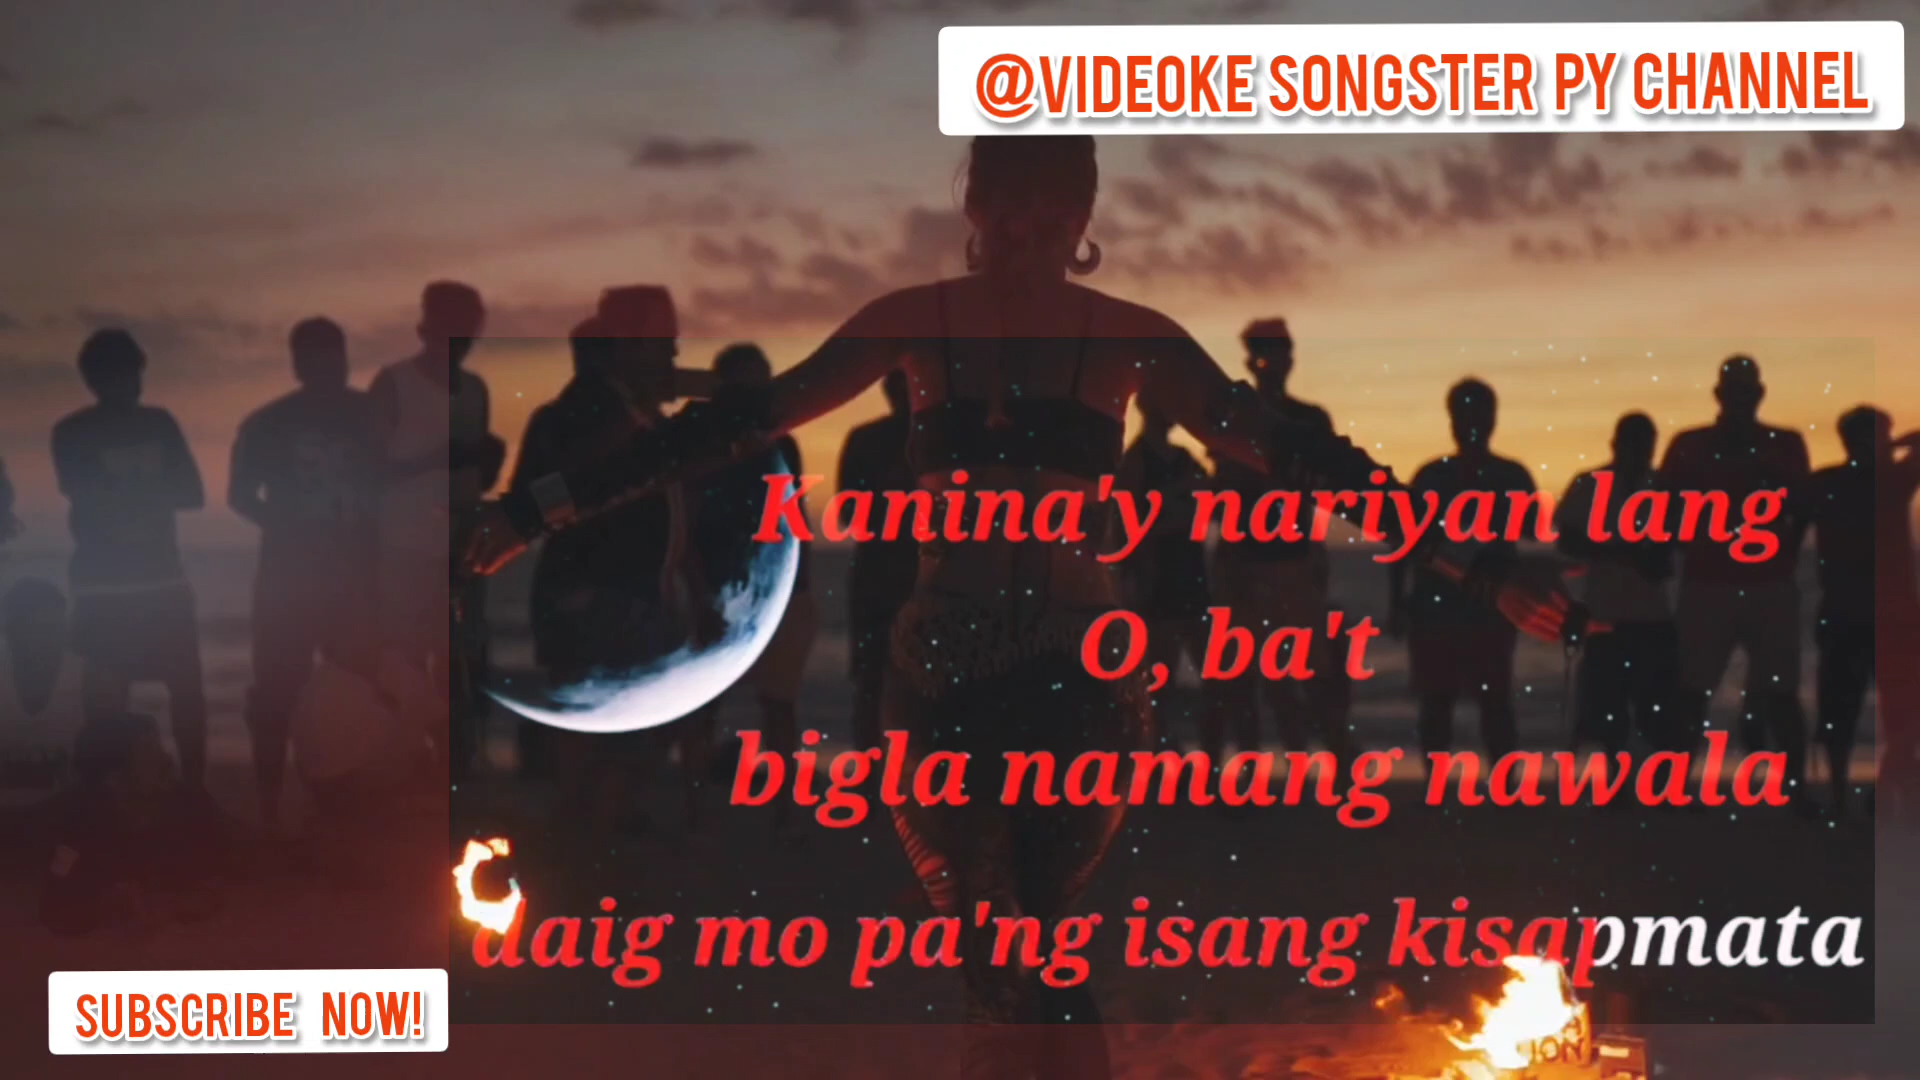 @VIDEOKE SONGSTER PY CHANNEL
Kanina'y nariyan lang
O, ba't
bigla namang nawala
daig mo pa'ng isang kisapmata
SUBSCRIBE NOW!